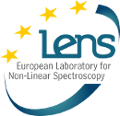 Lens
European Laboratory for
Non-Linear Spectroscopy